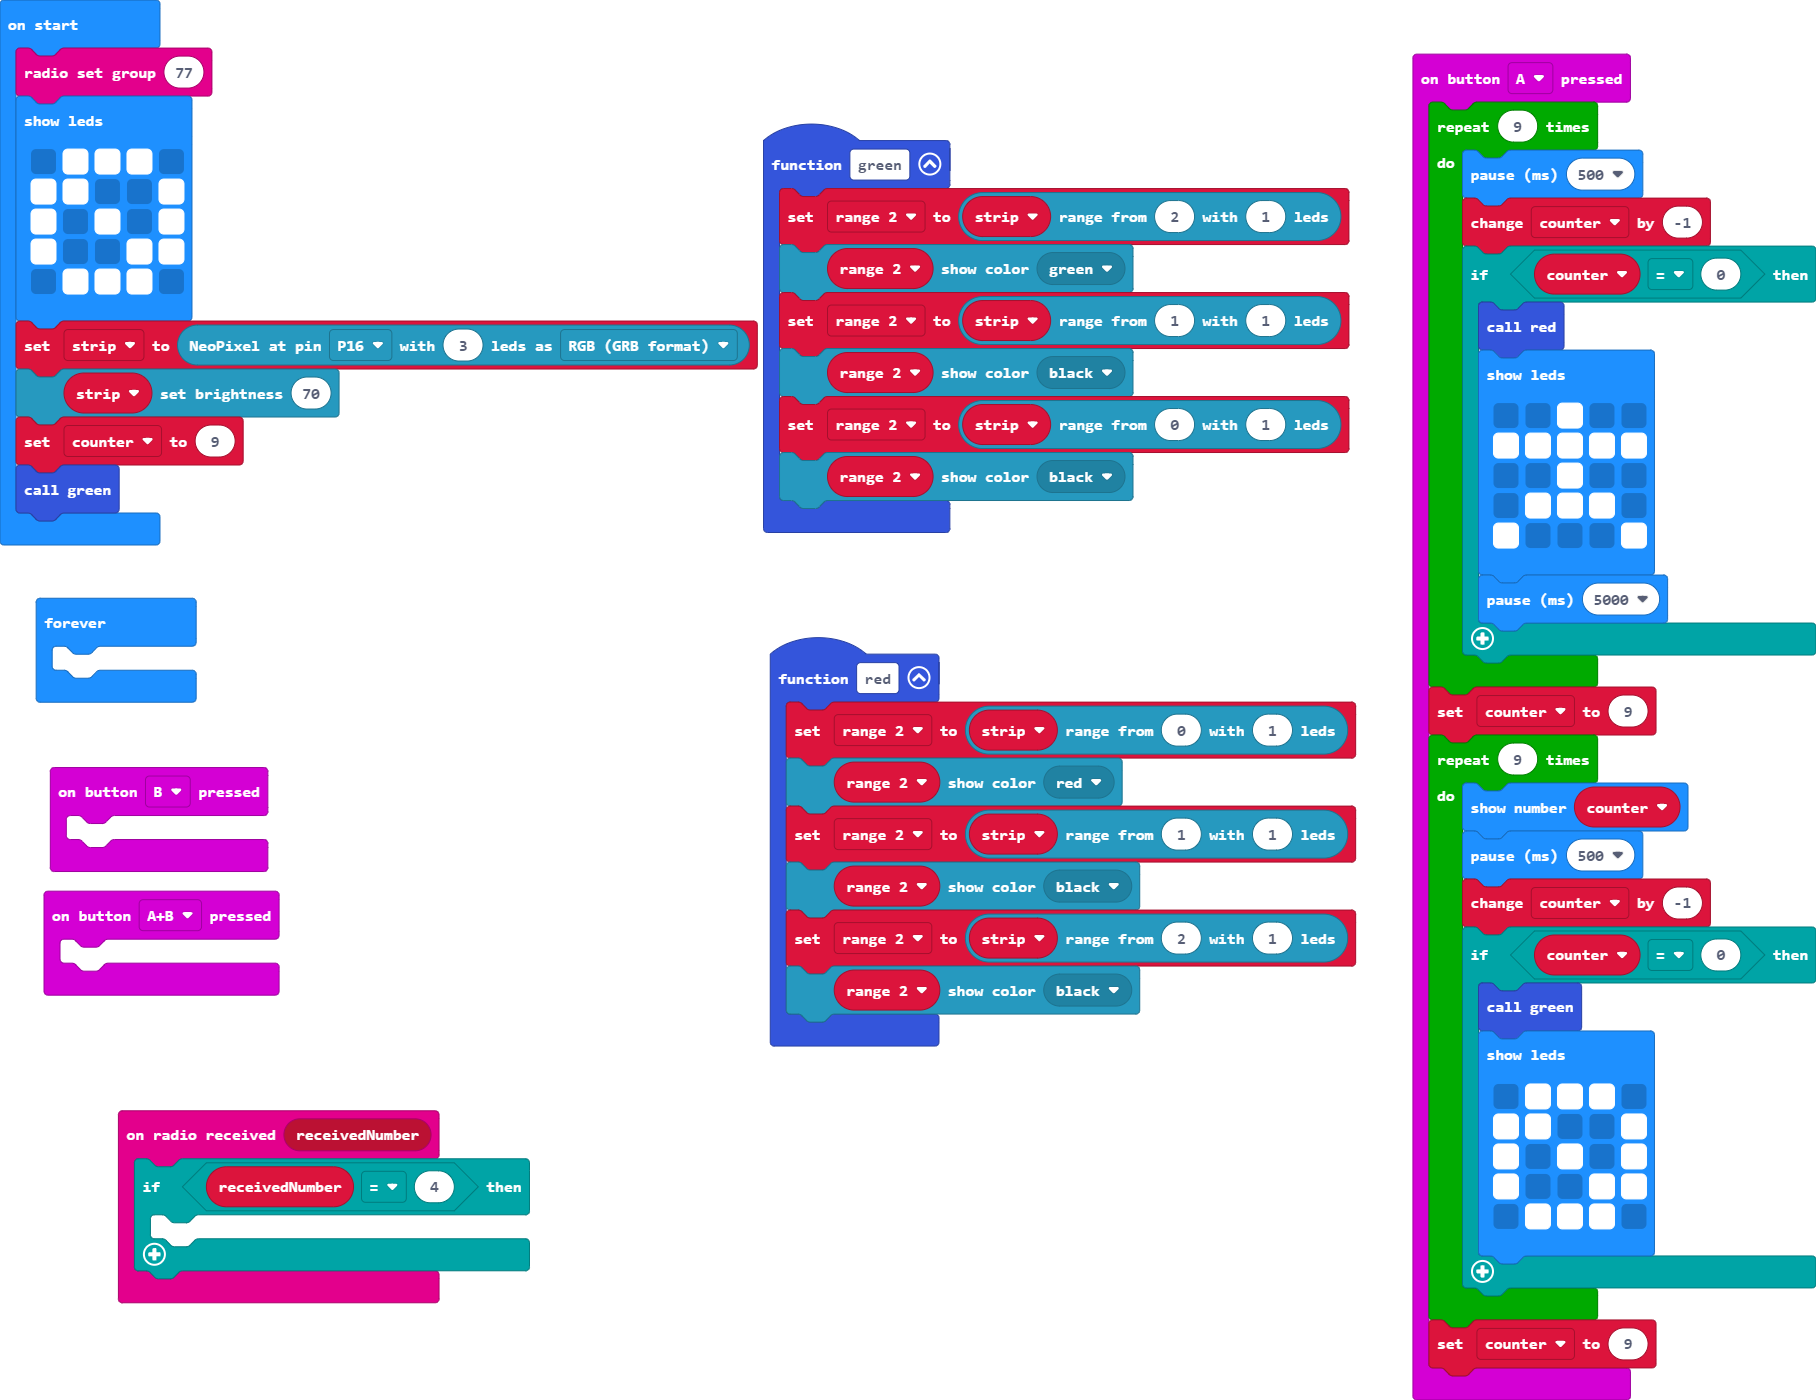 on start
radio set group 77
show leds
set strip to NeoPixel at pin P16 with 3 leds as RGB (GRB format)
strip set brightness 70
set counter to 9
call green
forever
on button B pressed
on button A+B pressed
on radio received receivedNumber
if receivedNumber = 4 then
function green
set range 2 to strip range from 2 with 1 leds
range 2 show color green
set range 2 to strip range from 1 with 1 leds
range 2 show color black
set range 2 to strip range from 0 with 1 leds
range 2 show color black
function red
set range 2 to strip range from 0 with 1 leds
range 2 show color red
set range 2 to strip range from 1 with 1 leds
range 2 show color black
set range 2 to strip range from 2 with 1 leds
range 2 show color black
on button A pressed
repeat 9 times
do pause (ms) 500
change counter by -1
if counter = 0 then
call red
show leds
pause (ms) 5000
set counter to 9
repeat 9 times
do show number counter
pause (ms) 500
change counter by -1
if counter = 0 then
call green
show leds
set counter to 9